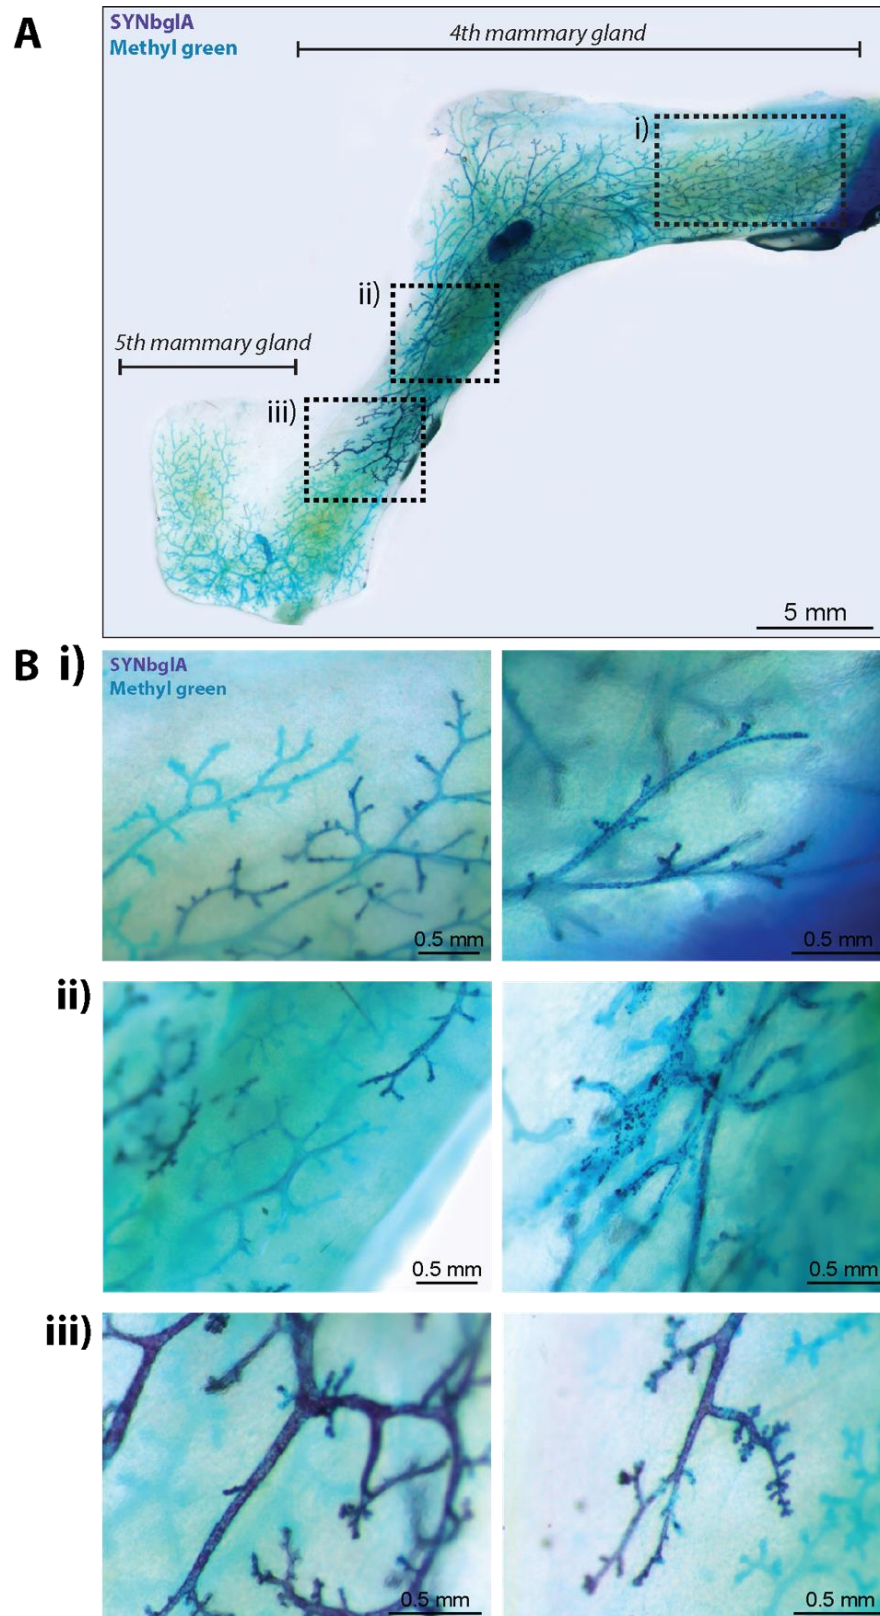 A
SYNbglA
Methyl green
4th mammary gland
i)
ii)
5th mammary gland
iii)
5 mm
B i)
SYNbglA
Methyl green
0.5 mm
0.5 mm
ii)
0.5 mm
0.5 mm
iii)
0.5 mm
0.5 mm